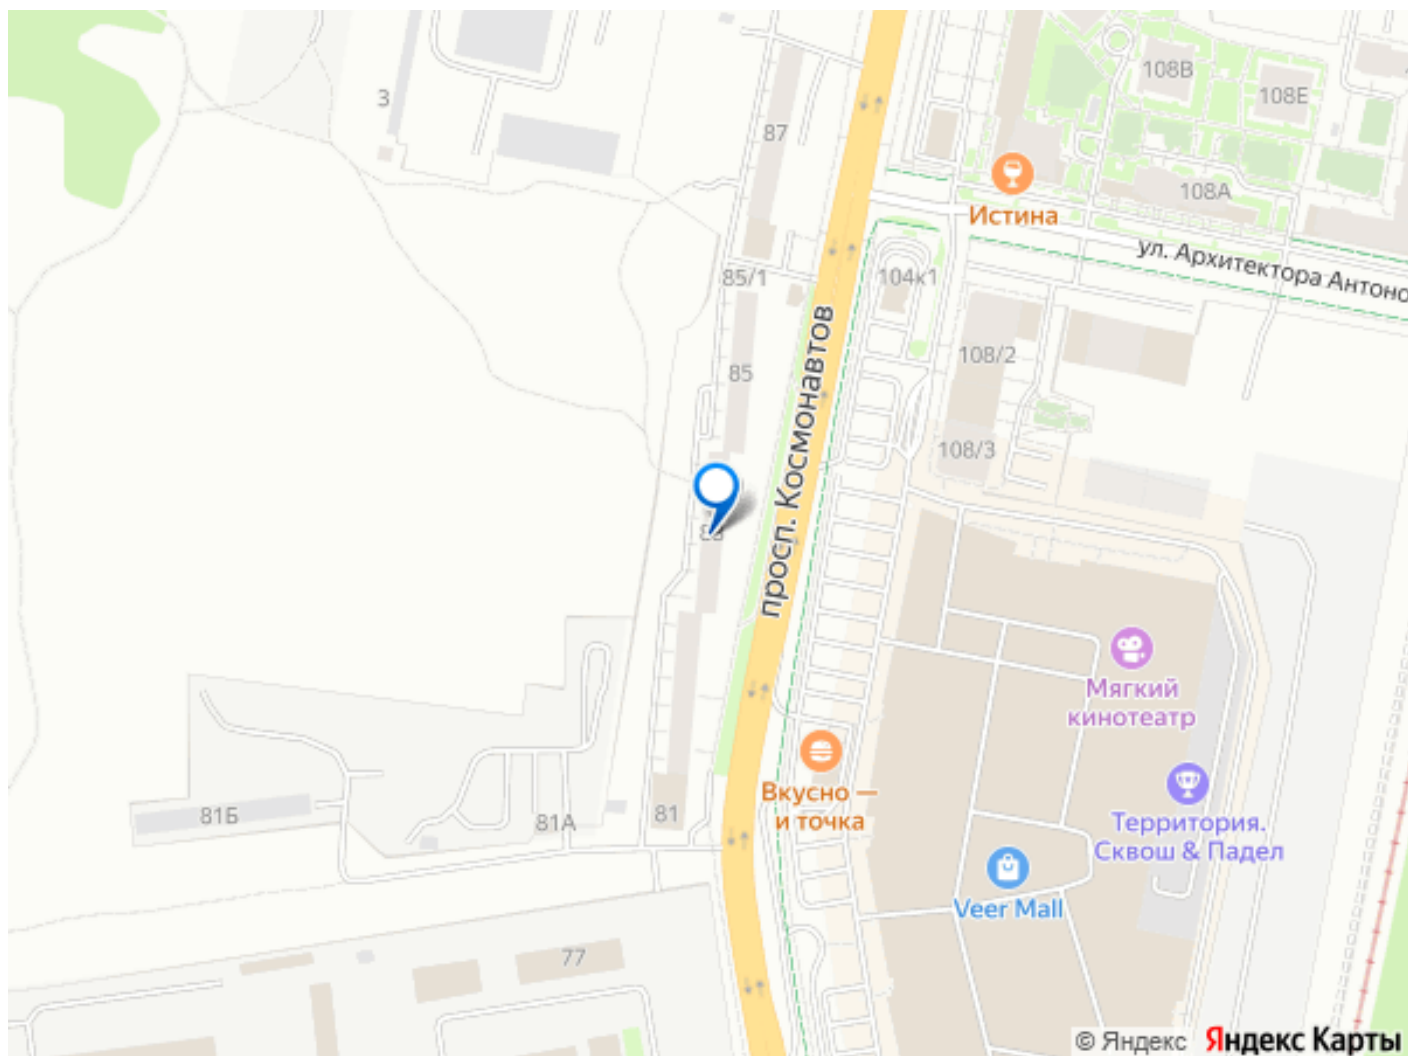 108В
108Е
3
87
108А
Истина
ул. Архитектора Антоно
85/1
104к1
просп. Космонавтов
108/2
85
108/3
Мягкий
кинотеатр
Вкусно —
и точка
81Б
81А
81
Территория.
Сквош & Падел
Veer Mall
77
© Яндекс Яндекс Карты